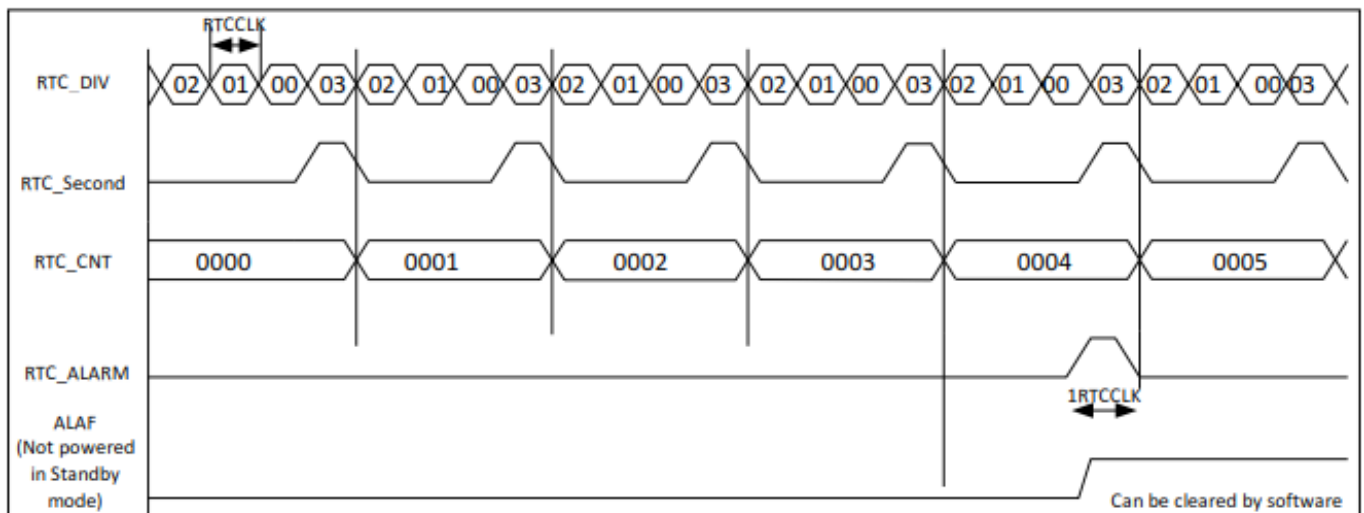 RTCCLK
RTC_DIV 02 01 00 03 02 01 00 03 02 01 00 03 02 01 00 03 02 01 00 03 02 01 00 03
RTC_Second
RTC_CNT 0000 0001 0002 0003 0004 0005
RTC_ALARM
1RTCCLK
ALAF
(Not powered
in Standby
mode)
Can be cleared by software